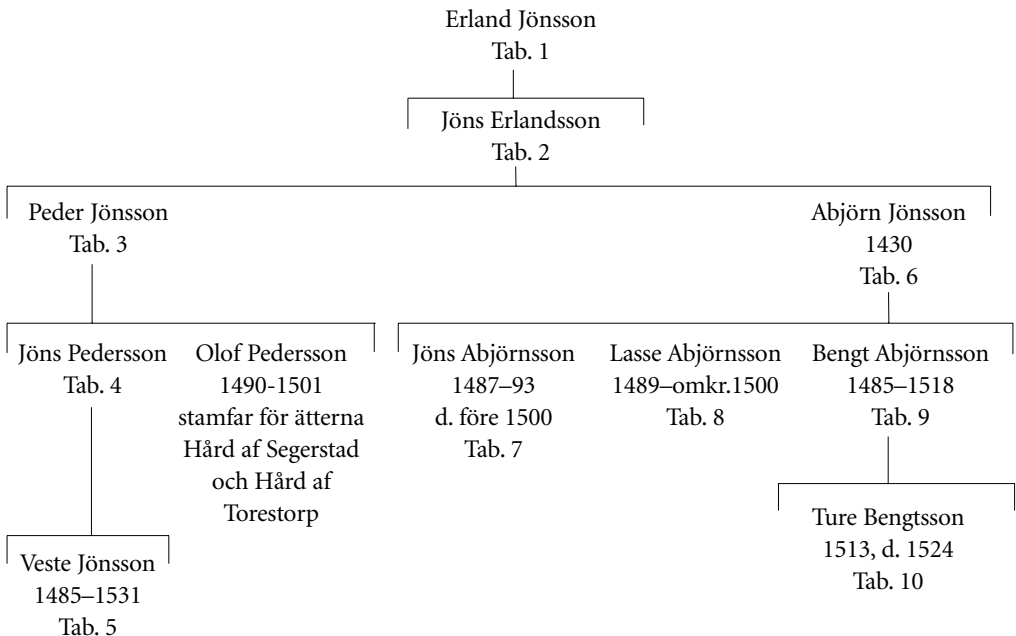 Erland Jönsson
Tab. 1
Jöns Erlandsson
Tab. 2
Peder Jönsson
Tab. 3
Abjörn Jönsson
1430
Tab. 6
Jöns Pedersson
Tab. 4
Olof Pedersson
1490-1501
stamfar för ätterna
Hård af Segerstad
och Hård af
Torestorp
Jöns Abjörnsson
1487–93
d. före 1500
Tab. 7
Lasse Abjörnsson
1489–omkr.1500
Tab. 8
Bengt Abjörnsson
1485–1518
Tab. 9
Veste Jönsson
1485–1531
Tab. 5
Ture Bengtsson
1513, d. 1524
Tab. 10